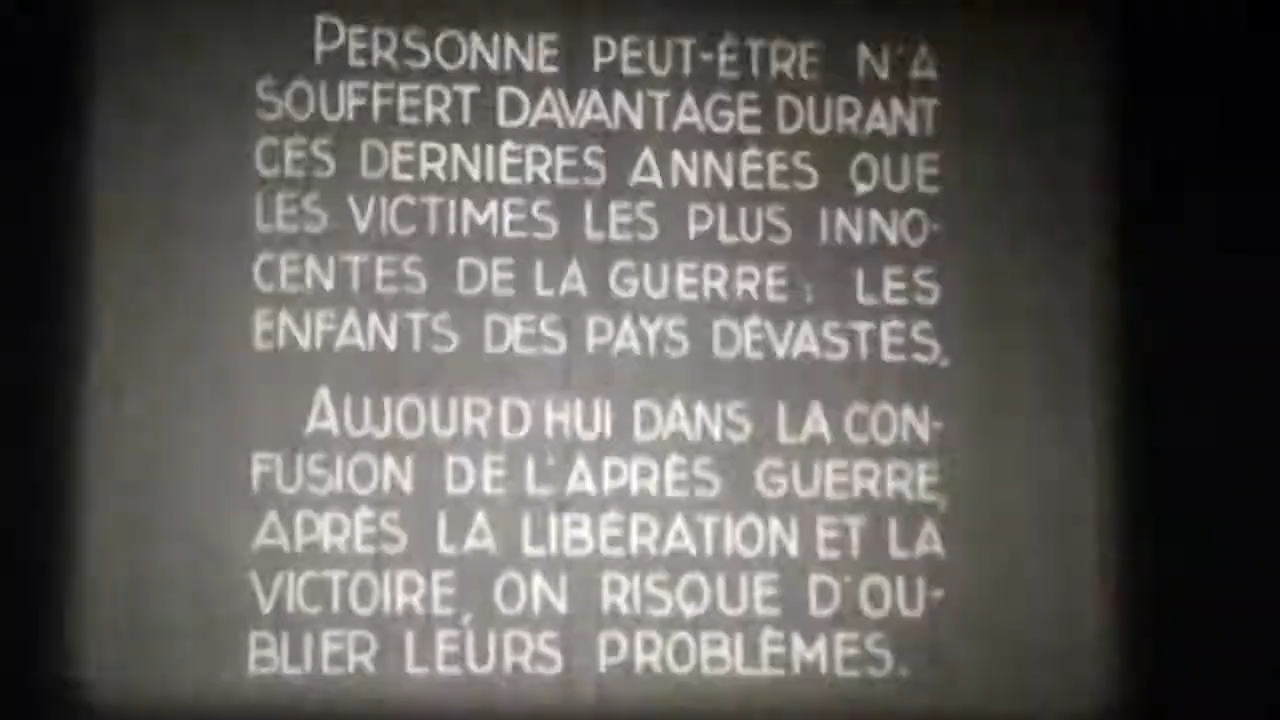 PERSONNE PEUT-ÊTRE N'A
SOUFFERT DAVANTAGE DURANT
CES DERNIÈRES ANNÉES QUE
LES VICTIMES LES PLUS INNO-
CENTES DE LA GUERRE: LES
ENFANTS DES PAYS DÉVASTÉS.
AUJOURD'HUI DANS LA CON-
FUSION DE L'APRÈS GUERRE,
APRÈS LA LIBÉRATION ET LA
VICTOIRE, ON RISQUE D'OU-
BLIER LEURS PROBLÈMES.